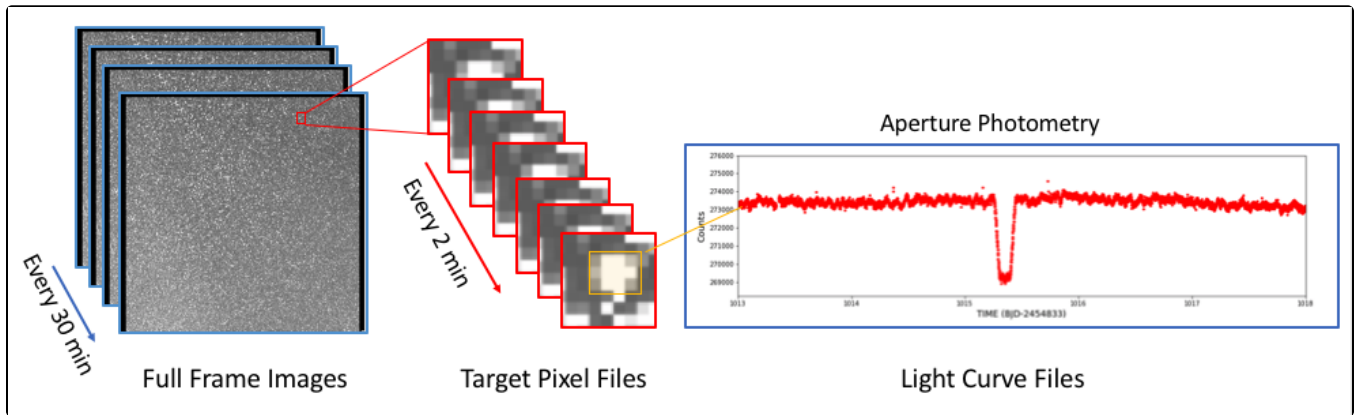 Aperture Photometry
276000
275000
274000
273000
272000
271000
270000
269000
Counts
1013
1014
1015
1016
1017
1018
TIME (BJD-2454833)
Every 30 min
Every 2 min
Full Frame Images
Target Pixel Files
Light Curve Files